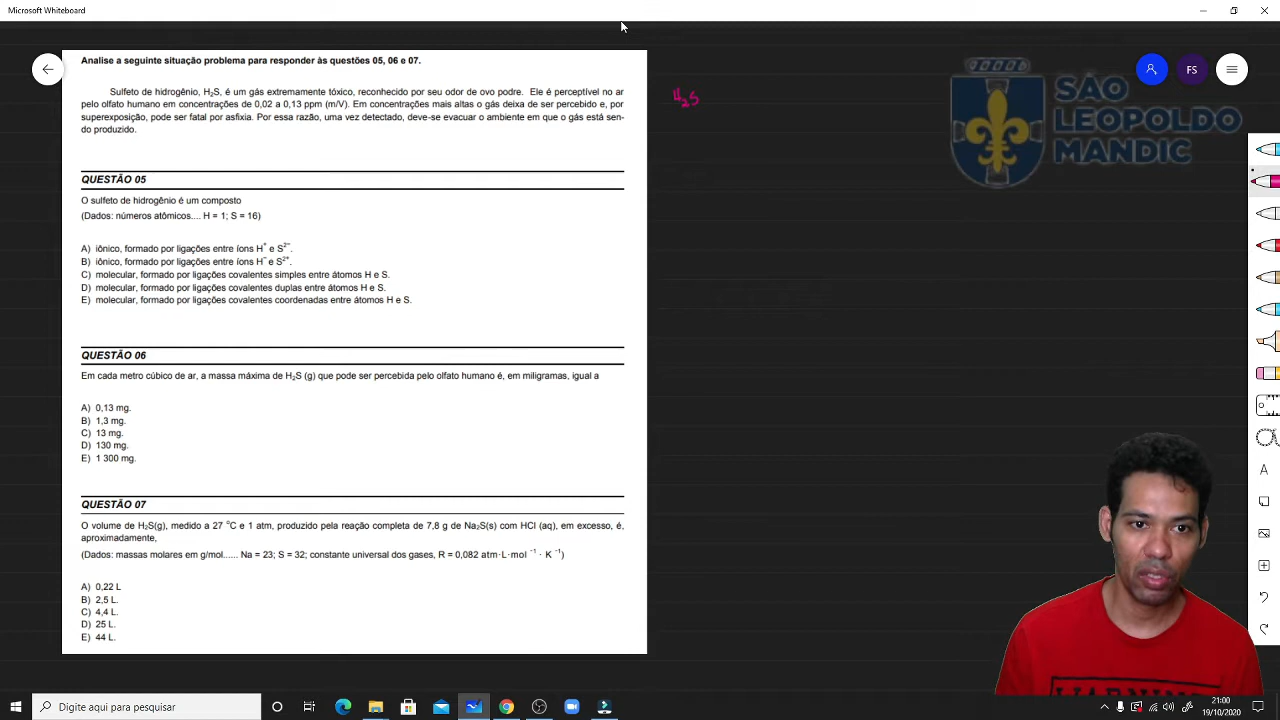 Microsoft Whiteboard
Analise a seguinte situação problema para responder às questões 05, 06 e 07.
FS
SÃO
LEOPOLDO
MANDIC
Sulfeto de hidrogênio, H₂S, é um gás extremamente tóxico, reconhecido por seu odor de ovo podre. Ele é perceptível no ar
pelo olfato humano em concentrações de 0,02 a 0,13 ppm (m/V). Em concentrações mais altas o gás deixa de ser percebido e, por
superexposição, pode ser fatal por asfixia. Por essa razão, uma vez detectado, deve-se evacuar o ambiente em que o gás está sen-
do produzido.
H₂S
QUESTÃO 05
O sulfeto de hidrogênio é um composto
(Dados: números atômicos.... H = 1; S = 16)
A) iônico, formado por ligações entre íons H⁺ e S²⁻.
B) iônico, formado por ligações entre íons H⁻ e S²⁺.
C) molecular, formado por ligações covalentes simples entre átomos H e S.
D) molecular, formado por ligações covalentes duplas entre átomos H e S.
E) molecular, formado por ligações covalentes coordenadas entre átomos H e S.
QUESTÃO 06
Em cada metro cúbico de ar, a massa máxima de H₂S (g) que pode ser percebida pelo olfato humano é, em miligramas, igual a
A) 0,13 mg.
B) 1,3 mg.
C) 13 mg.
D) 130 mg.
E) 1 300 mg.
QUESTÃO 07
O volume de H₂S(g), medido a 27 °C e 1 atm, produzido pela reação completa de 7,8 g de Na₂S(s) com HCl (aq), em excesso, é,
aproximadamente,
(Dados: massas molares em g/mol...... Na = 23; S = 32; constante universal dos gases, R = 0,082 atm·L·mol ⁻¹ · K ⁻¹)
A) 0,22 L
B) 2,5 L.
C) 4,4 L.
D) 25 L.
E) 44 L.
Digite aqui para pesquisar
21:00
19/10/2020